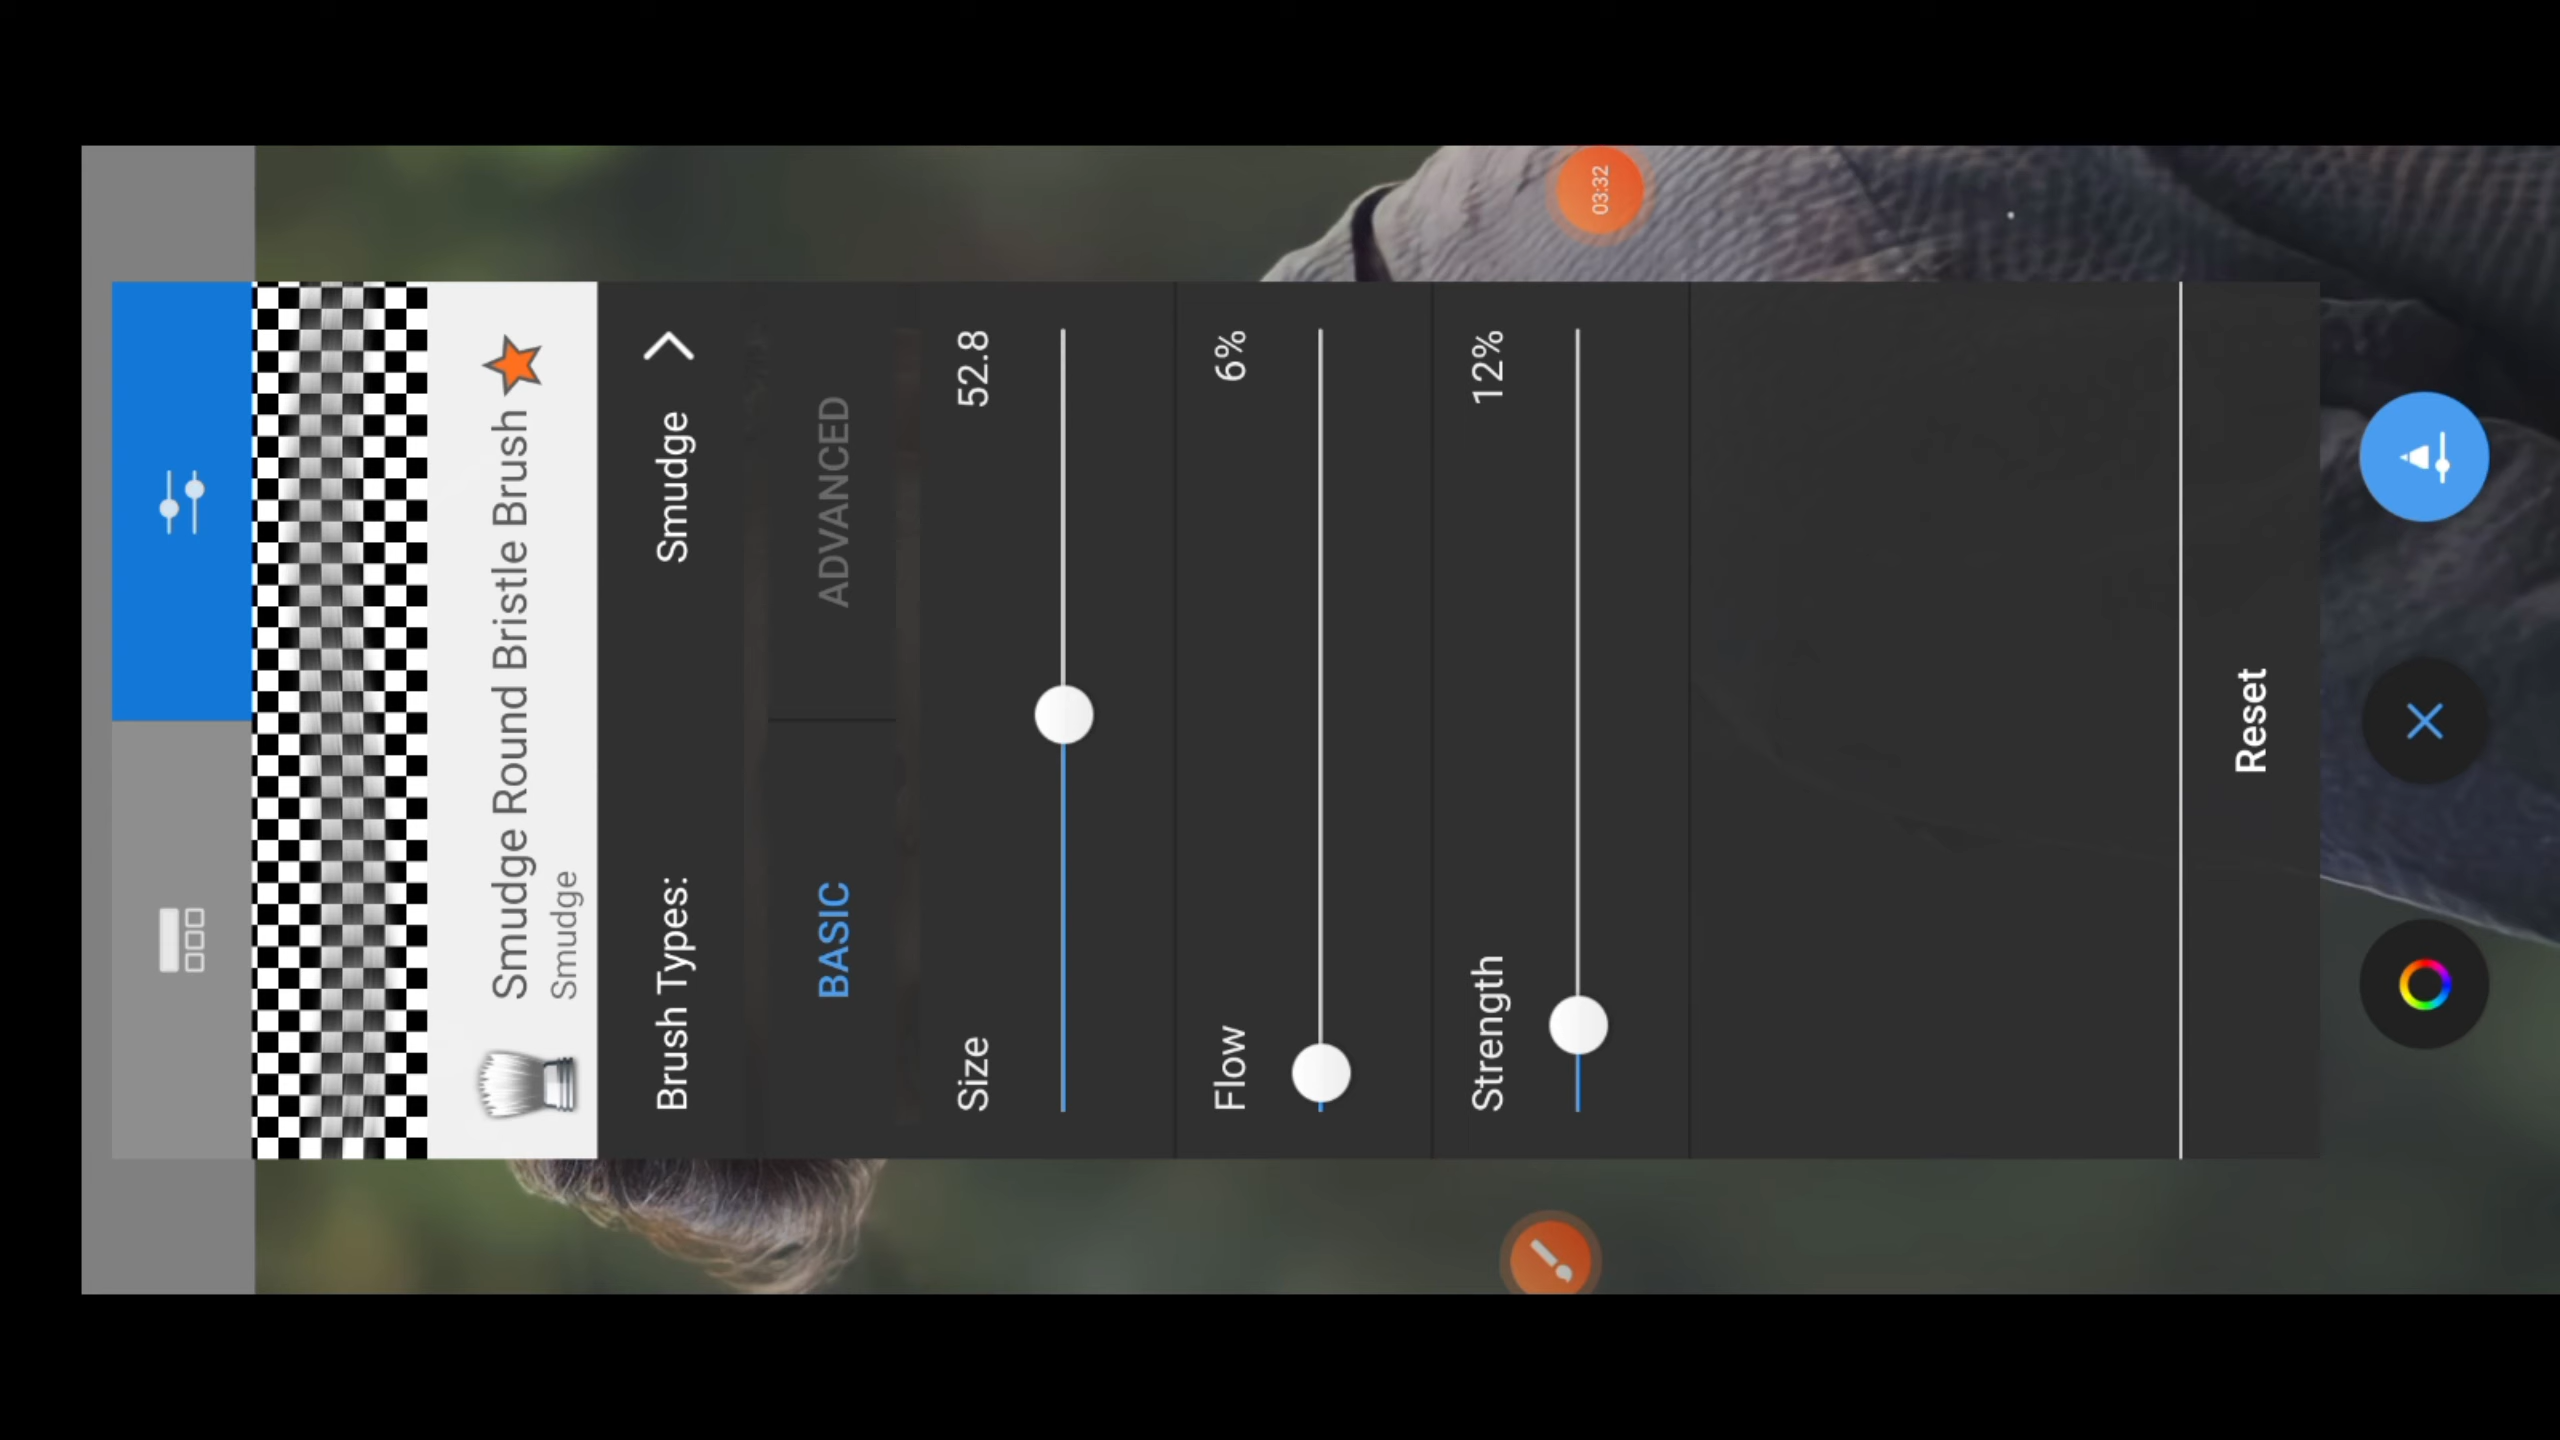 Smudge Round Bristle Brush
Smudge
Brush Types: Smudge
BASIC ADVANCED
Size 52.8
Flow 6%
03:32
Strength 12%
Reset